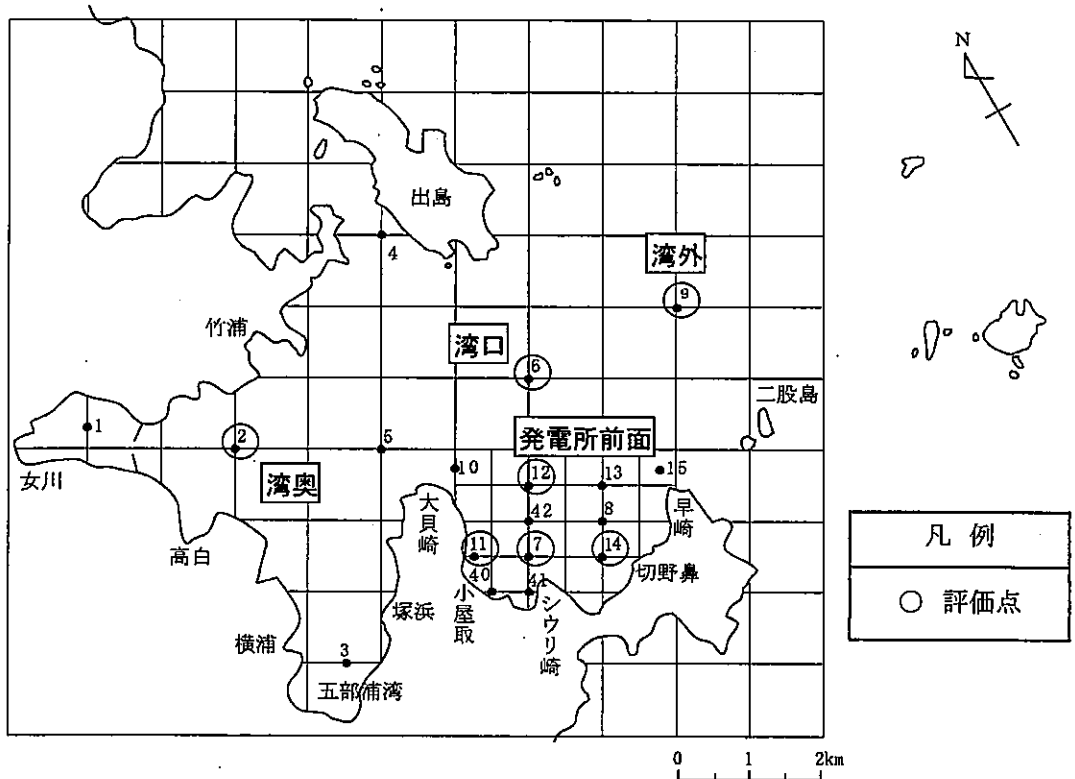 N
出島
4
湾外
9
竹浦
湾口
6
二股島
1
2
5
発電所前面
女川
湾奥
10
12
13
15
大貝崎
42
8
早崎
高白
11
7
14
切野鼻
40
41
小屋取
シウリ崎
塚浜
横浦
3
五部浦湾
凡例
○ 評価点
0 1 2km